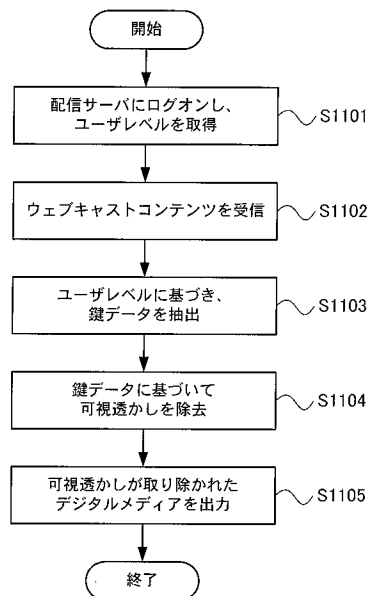 開始
配信サーバにログオンし、
ユーザレベルを取得
S1101
ウェブキャストコンテンツを受信
S1102
ユーザレベルに基づき、
鍵データを抽出
S1103
鍵データに基づいて
可視透かしを除去
S1104
可視透かしが取り除かれた
デジタルメディアを出力
S1105
終了